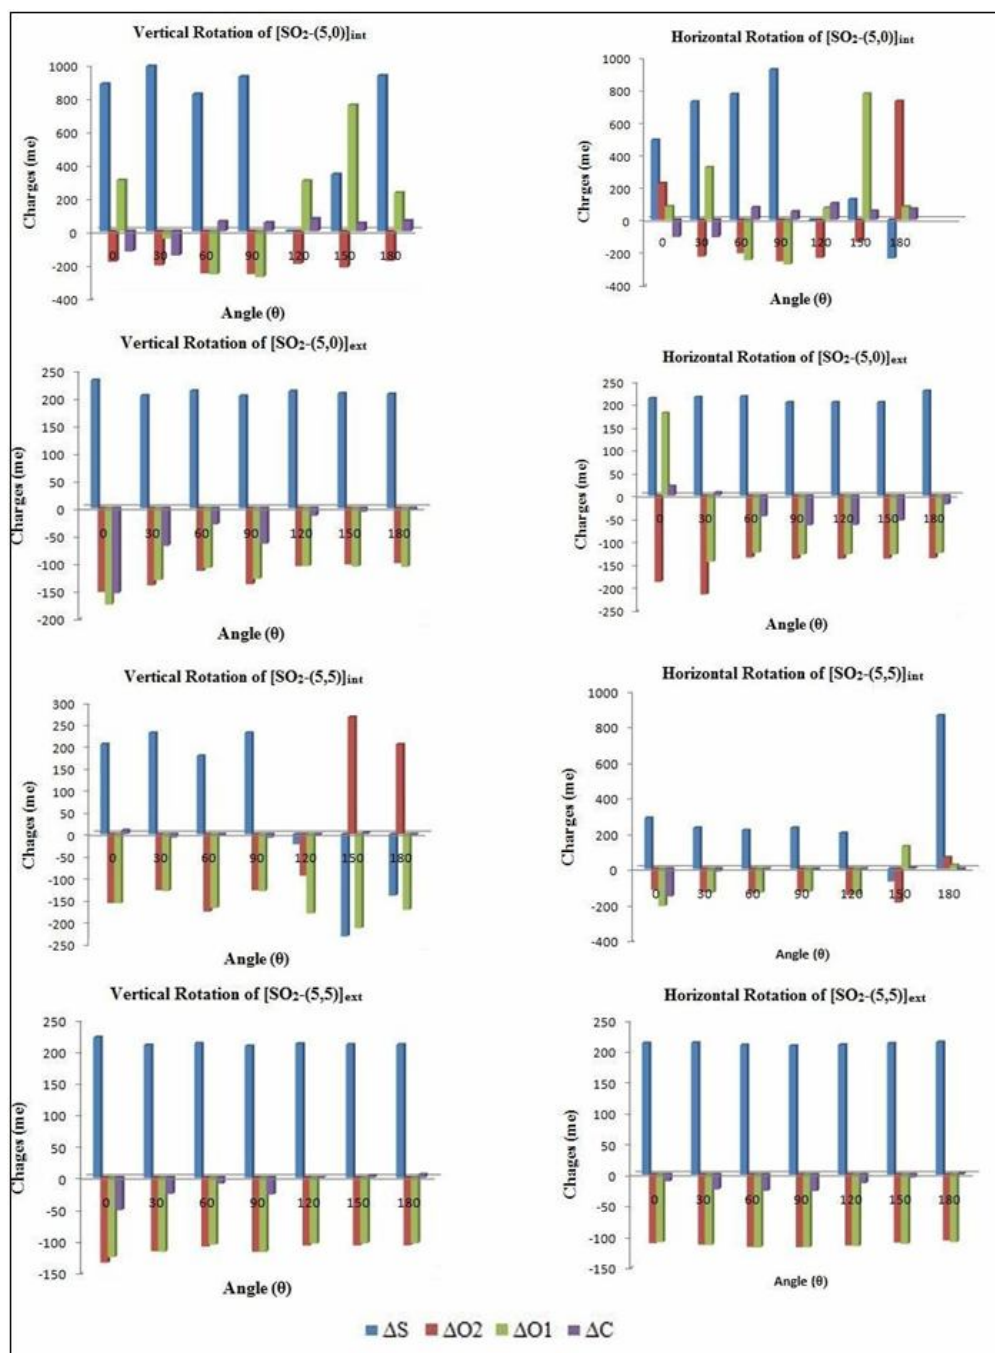 Vertical Rotation of [SO₂-(5,0)]int
1000
800
600
400
200
0
-200
-400
Charges (me)
0 30 60 90 120 150 180
Angle (θ)
Horizontal Rotation of [SO₂-(5,0)]int
1000
800
600
400
200
0
-200
-400
Chrges (me)
0 30 60 90 120 150 180
Angle (θ)
Vertical Rotation of [SO₂-(5,0)]ext
250
200
150
100
50
0
-50
-100
-150
-200
Charges (me)
0 30 60 90 120 150 180
Angle (θ)
Horizontal Rotation of [SO₂-(5,0)]ext
250
200
150
100
50
0
-50
-100
-150
-200
-250
Charges (me)
0 30 60 90 120 150 180
Angle (θ)
Vertical Rotation of [SO₂-(5,5)]int
300
250
200
150
100
50
0
-50
-100
-150
-200
-250
Chages (me)
0 30 60 90 120 150 180
Angle (θ)
Horizontal Rotation of [SO₂-(5,5)]int
1000
800
600
400
200
0
-200
-400
Charges (me)
0 30 60 90 120 150 180
Angle (θ)
Vertical Rotation of [SO₂-(5,5)]ext
250
200
150
100
50
0
-50
-100
-150
Chages (me)
0 30 60 90 120 150 180
Angle (θ)
Horizontal Rotation of [SO₂-(5,5)]ext
250
200
150
100
50
0
-50
-100
-150
Chages (me)
0 30 60 90 120 150 180
Angle (θ)
ΔS ΔO2 ΔO1 ΔC